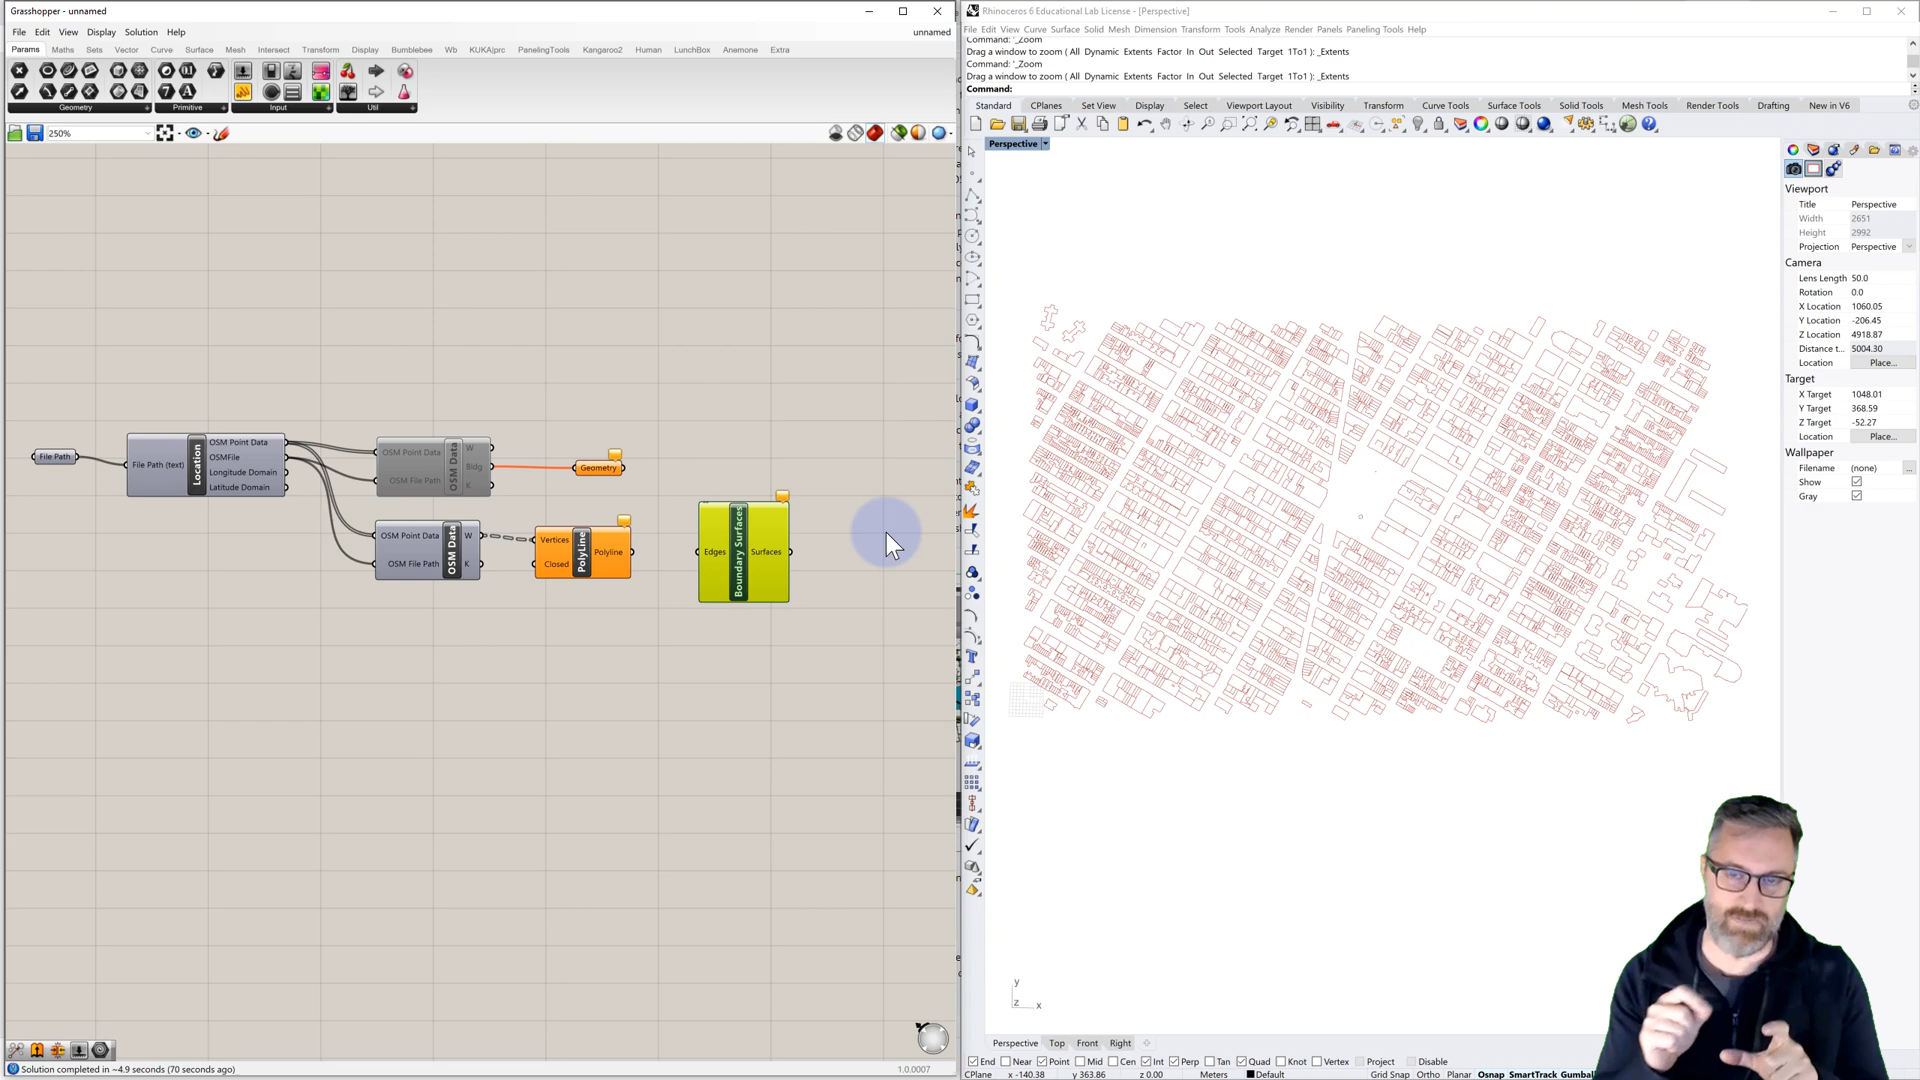 Grasshopper - unnamed
File Edit View Display Solution Help
unnamed
Params Maths Sets Vector Curve Surface Mesh Intersect Transform Display Bumblebee Wb KUKA|prc PanelingTools Kangaroo2 Human LunchBox Anemone Extra
Geometry Primitive Input Util
250%
File Path
File Path (text)
Location
OSM Point Data
OSMFile
Longitude Domain
Latitude Domain
OSM Point Data
OSM File Path
OSM Data
W
Bldg
K
Geometry
OSM Point Data
OSM File Path
OSM Data
W
K
Vertices
Closed
PolyLine
Polyline
Edges
Boundary Surfaces
Surfaces
Solution completed in ~4.9 seconds (70 seconds ago)
1.0.0007
Rhinoceros 6 Educational Lab License - [Perspective]
File Edit View Curve Surface Solid Mesh Dimension Transform Tools Analyze Render Panels Paneling Tools Help
Command: '_Zoom
Drag a window to zoom ( All Dynamic Extents Factor In Out Selected Target 1To1 ): _Extents
Command: '_Zoom
Drag a window to zoom ( All Dynamic Extents Factor In Out Selected Target 1To1 ): _Extents
Command:
Standard CPlanes Set View Display Select Viewport Layout Visibility Transform Curve Tools Surface Tools Solid Tools Mesh Tools Render Tools Drafting New in V6
Perspective
Viewport
Title Perspective
Width 2651
Height 2992
Projection Perspective
Camera
Lens Length 50.0
Rotation 0.0
X Location 1060.05
Y Location -206.45
Z Location 4918.87
Distance t... 5004.30
Location Place...
Target
X Target 1048.01
Y Target 368.59
Z Target -52.27
Location Place...
Wallpaper
Filename (none) ...
Show
Gray
y
z x
Perspective Top Front Right
End Near Point Mid Cen Int Perp Tan Quad Knot Vertex Project Disable
CPlane x -140.38 y 363.86 z 0.00 Meters Default Grid Snap Ortho Planar Osnap SmartTrack Gumbal